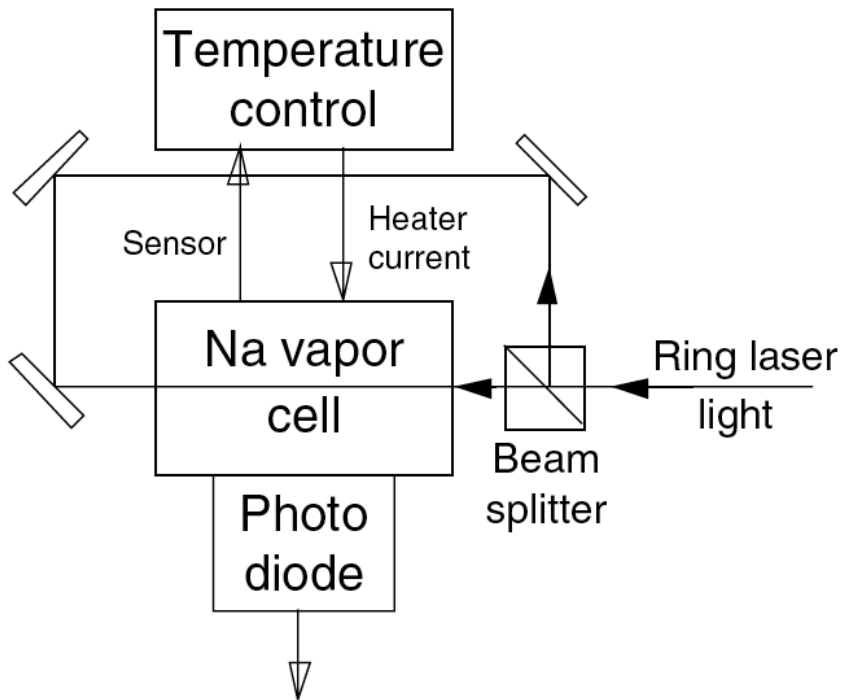 Temperature
control
Sensor
Heater
current
Na vapor
cell
Ring laser
light
Beam
splitter
Photo
diode